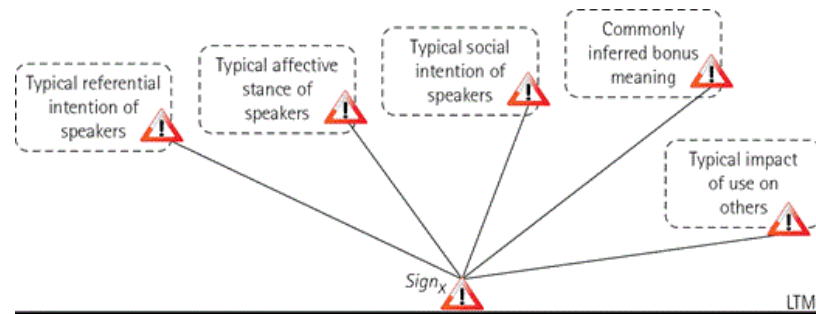 Typical referential
intention of
speakers
Typical affective
stance of
speakers
Typical social
intention of
speakers
Commonly
inferred bonus
meaning
Typical impact
of use on
others
Signx
LTM